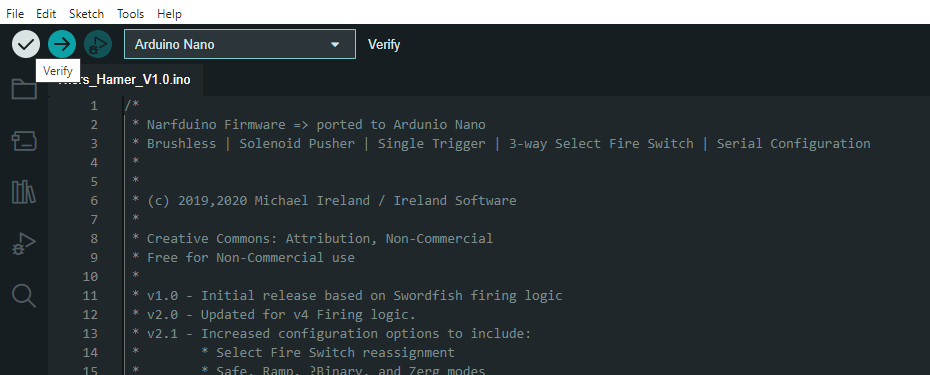 File Edit Sketch Tools Help
Arduino Nano Verify
Verify
_Hamer_V1.0.ino
1 /*
2 * Narfduino Firmware => ported to Ardunio Nano
3 * Brushless | Solenoid Pusher | Single Trigger | 3-way Select Fire Switch | Serial Configuration
4 *
5 *
6 * (c) 2019,2020 Michael Ireland / Ireland Software
7 *
8 * Creative Commons: Attribution, Non-Commercial
9 * Free for Non-Commercial use
10 *
11 * v1.0 - Initial release based on Swordfish firing logic
12 * v2.0 - Updated for v4 Firing logic.
13 * v2.1 - Increased configuration options to include:
14 * * Select Fire Switch reassignment
15 * * Safe, Ramp, ?Binary, and Zerg modes